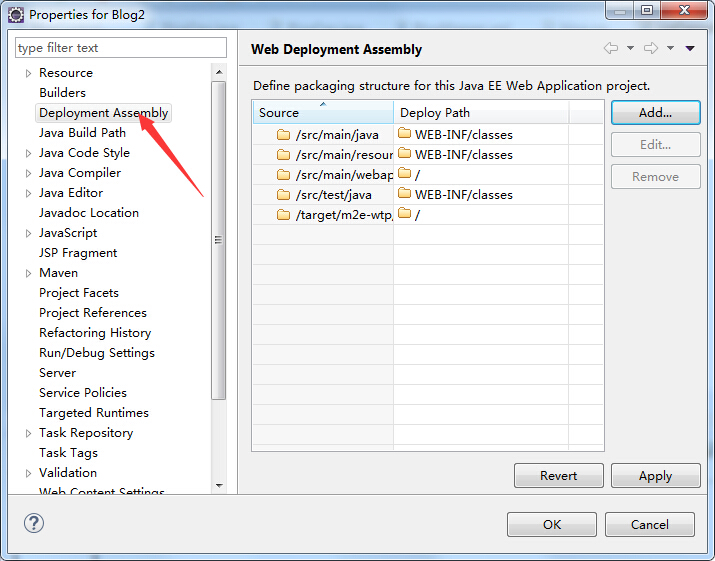 Properties for Blog2
type filter text
Resource
Builders
Deployment Assembly
Java Build Path
Java Code Style
Java Compiler
Java Editor
Javadoc Location
JavaScript
JSP Fragment
Maven
Project Facets
Project References
Refactoring History
Run/Debug Settings
Server
Service Policies
Targeted Runtimes
Task Repository
Task Tags
Validation
Web Content Settings
Web Deployment Assembly
Define packaging structure for this Java EE Web Application project.
Source Deploy Path
/src/main/java WEB-INF/classes
/src/main/resour WEB-INF/classes
/src/main/webap /
/src/test/java WEB-INF/classes
/target/m2e-wtp, /
Add...
Edit...
Remove
Revert Apply
OK Cancel